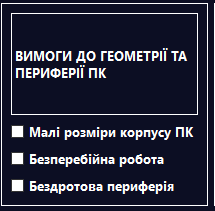 ВИМОГИ ДО ГЕОМЕТРІЇ ТА
ПЕРИФЕРІЇ ПК
Малі розміри корпусу ПК
Безперебійна робота
Бездротова периферія